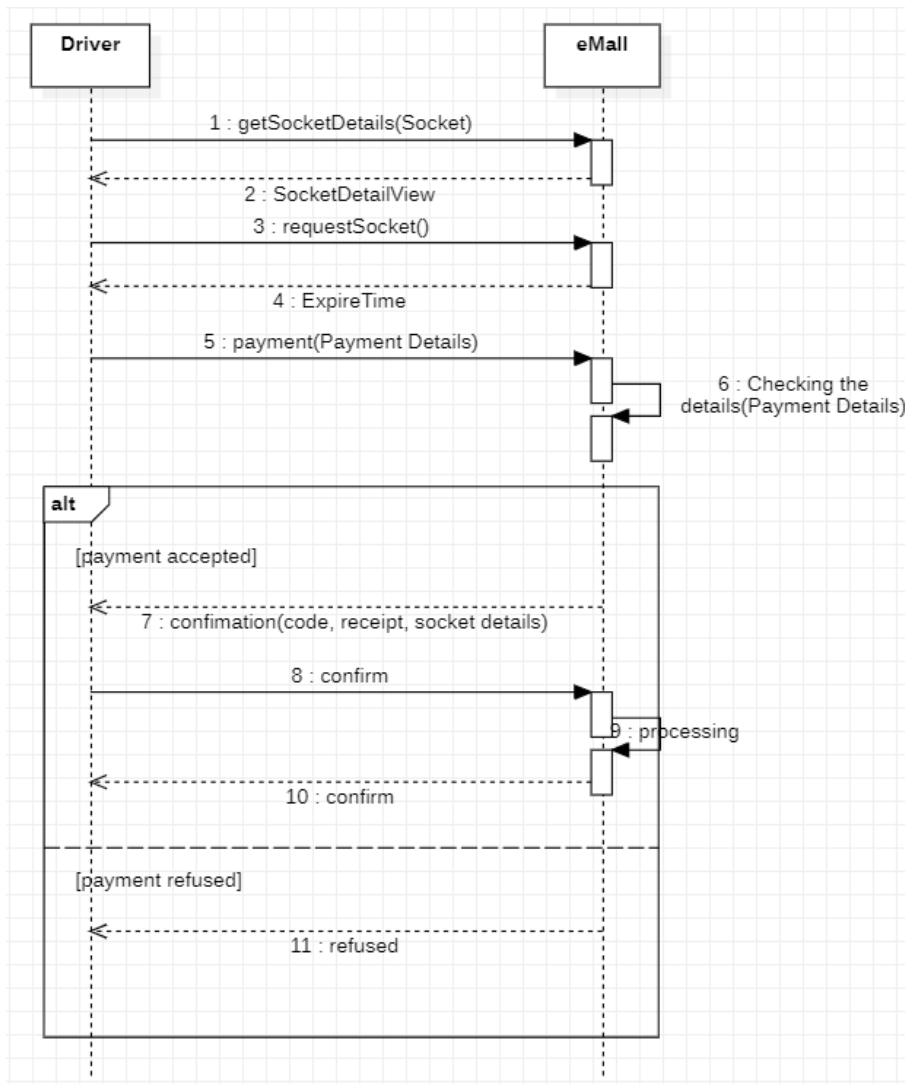 Driver
eMall
1 : getSocketDetails(Socket)
2 : SocketDetailView
3 : requestSocket()
4 : ExpireTime
5 : payment(Payment Details)
6 : Checking the
details(Payment Details)
alt
[payment accepted]
7 : confimation(code, receipt, socket details)
8 : confirm
9 : processing
10 : confirm
[payment refused]
11 : refused